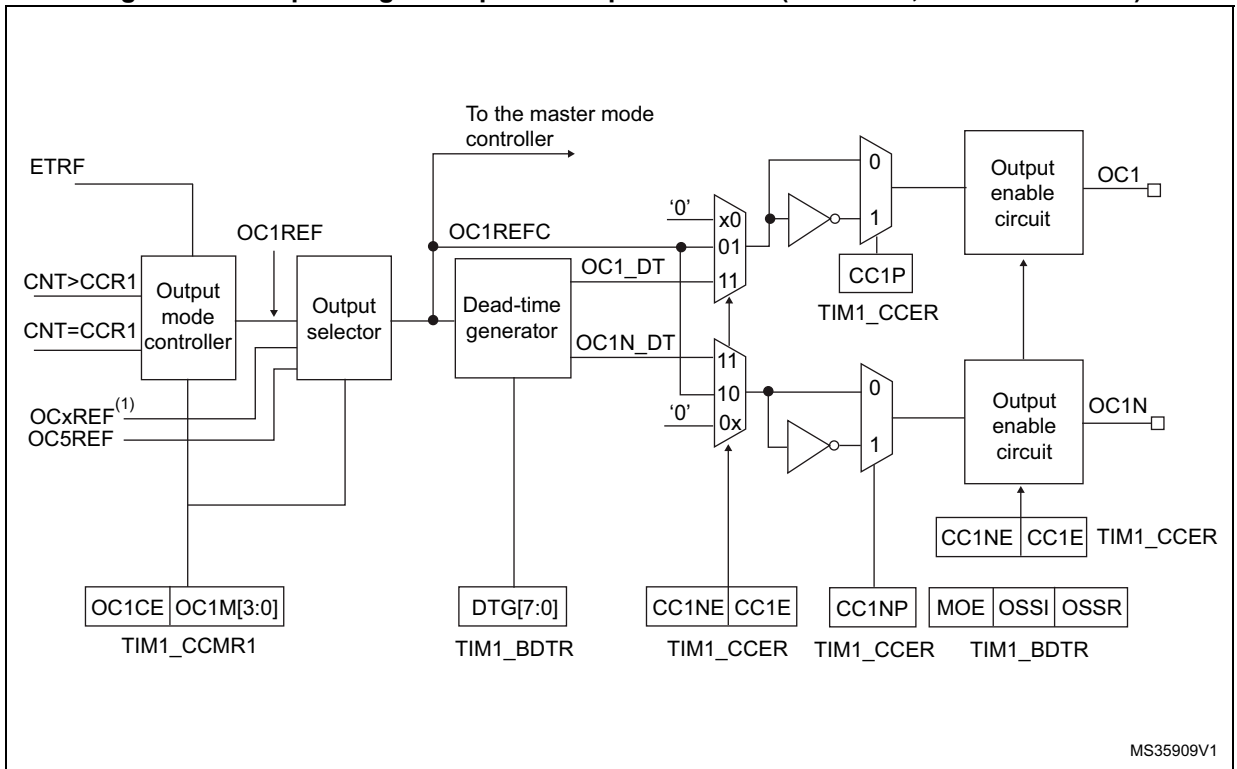 To the master mode
controller
ETRF
OC1REF
CNT>CCR1
CNT=CCR1
Output
mode
controller
Output
selector
OCxREF(1)
OC5REF
OC1REFC
Dead-time
generator
OC1_DT
OC1N_DT
‘0’
x0
01
11
11
10
0x
‘0’
0
1
CC1P
TIM1_CCER
0
1
Output
enable
circuit
OC1
Output
enable
circuit
OC1N
CC1NE CC1E TIM1_CCER
OC1CE OC1M[3:0]
TIM1_CCMR1
DTG[7:0]
TIM1_BDTR
CC1NE CC1E
TIM1_CCER
CC1NP
TIM1_CCER
MOE OSSI OSSR
TIM1_BDTR
MS35909V1